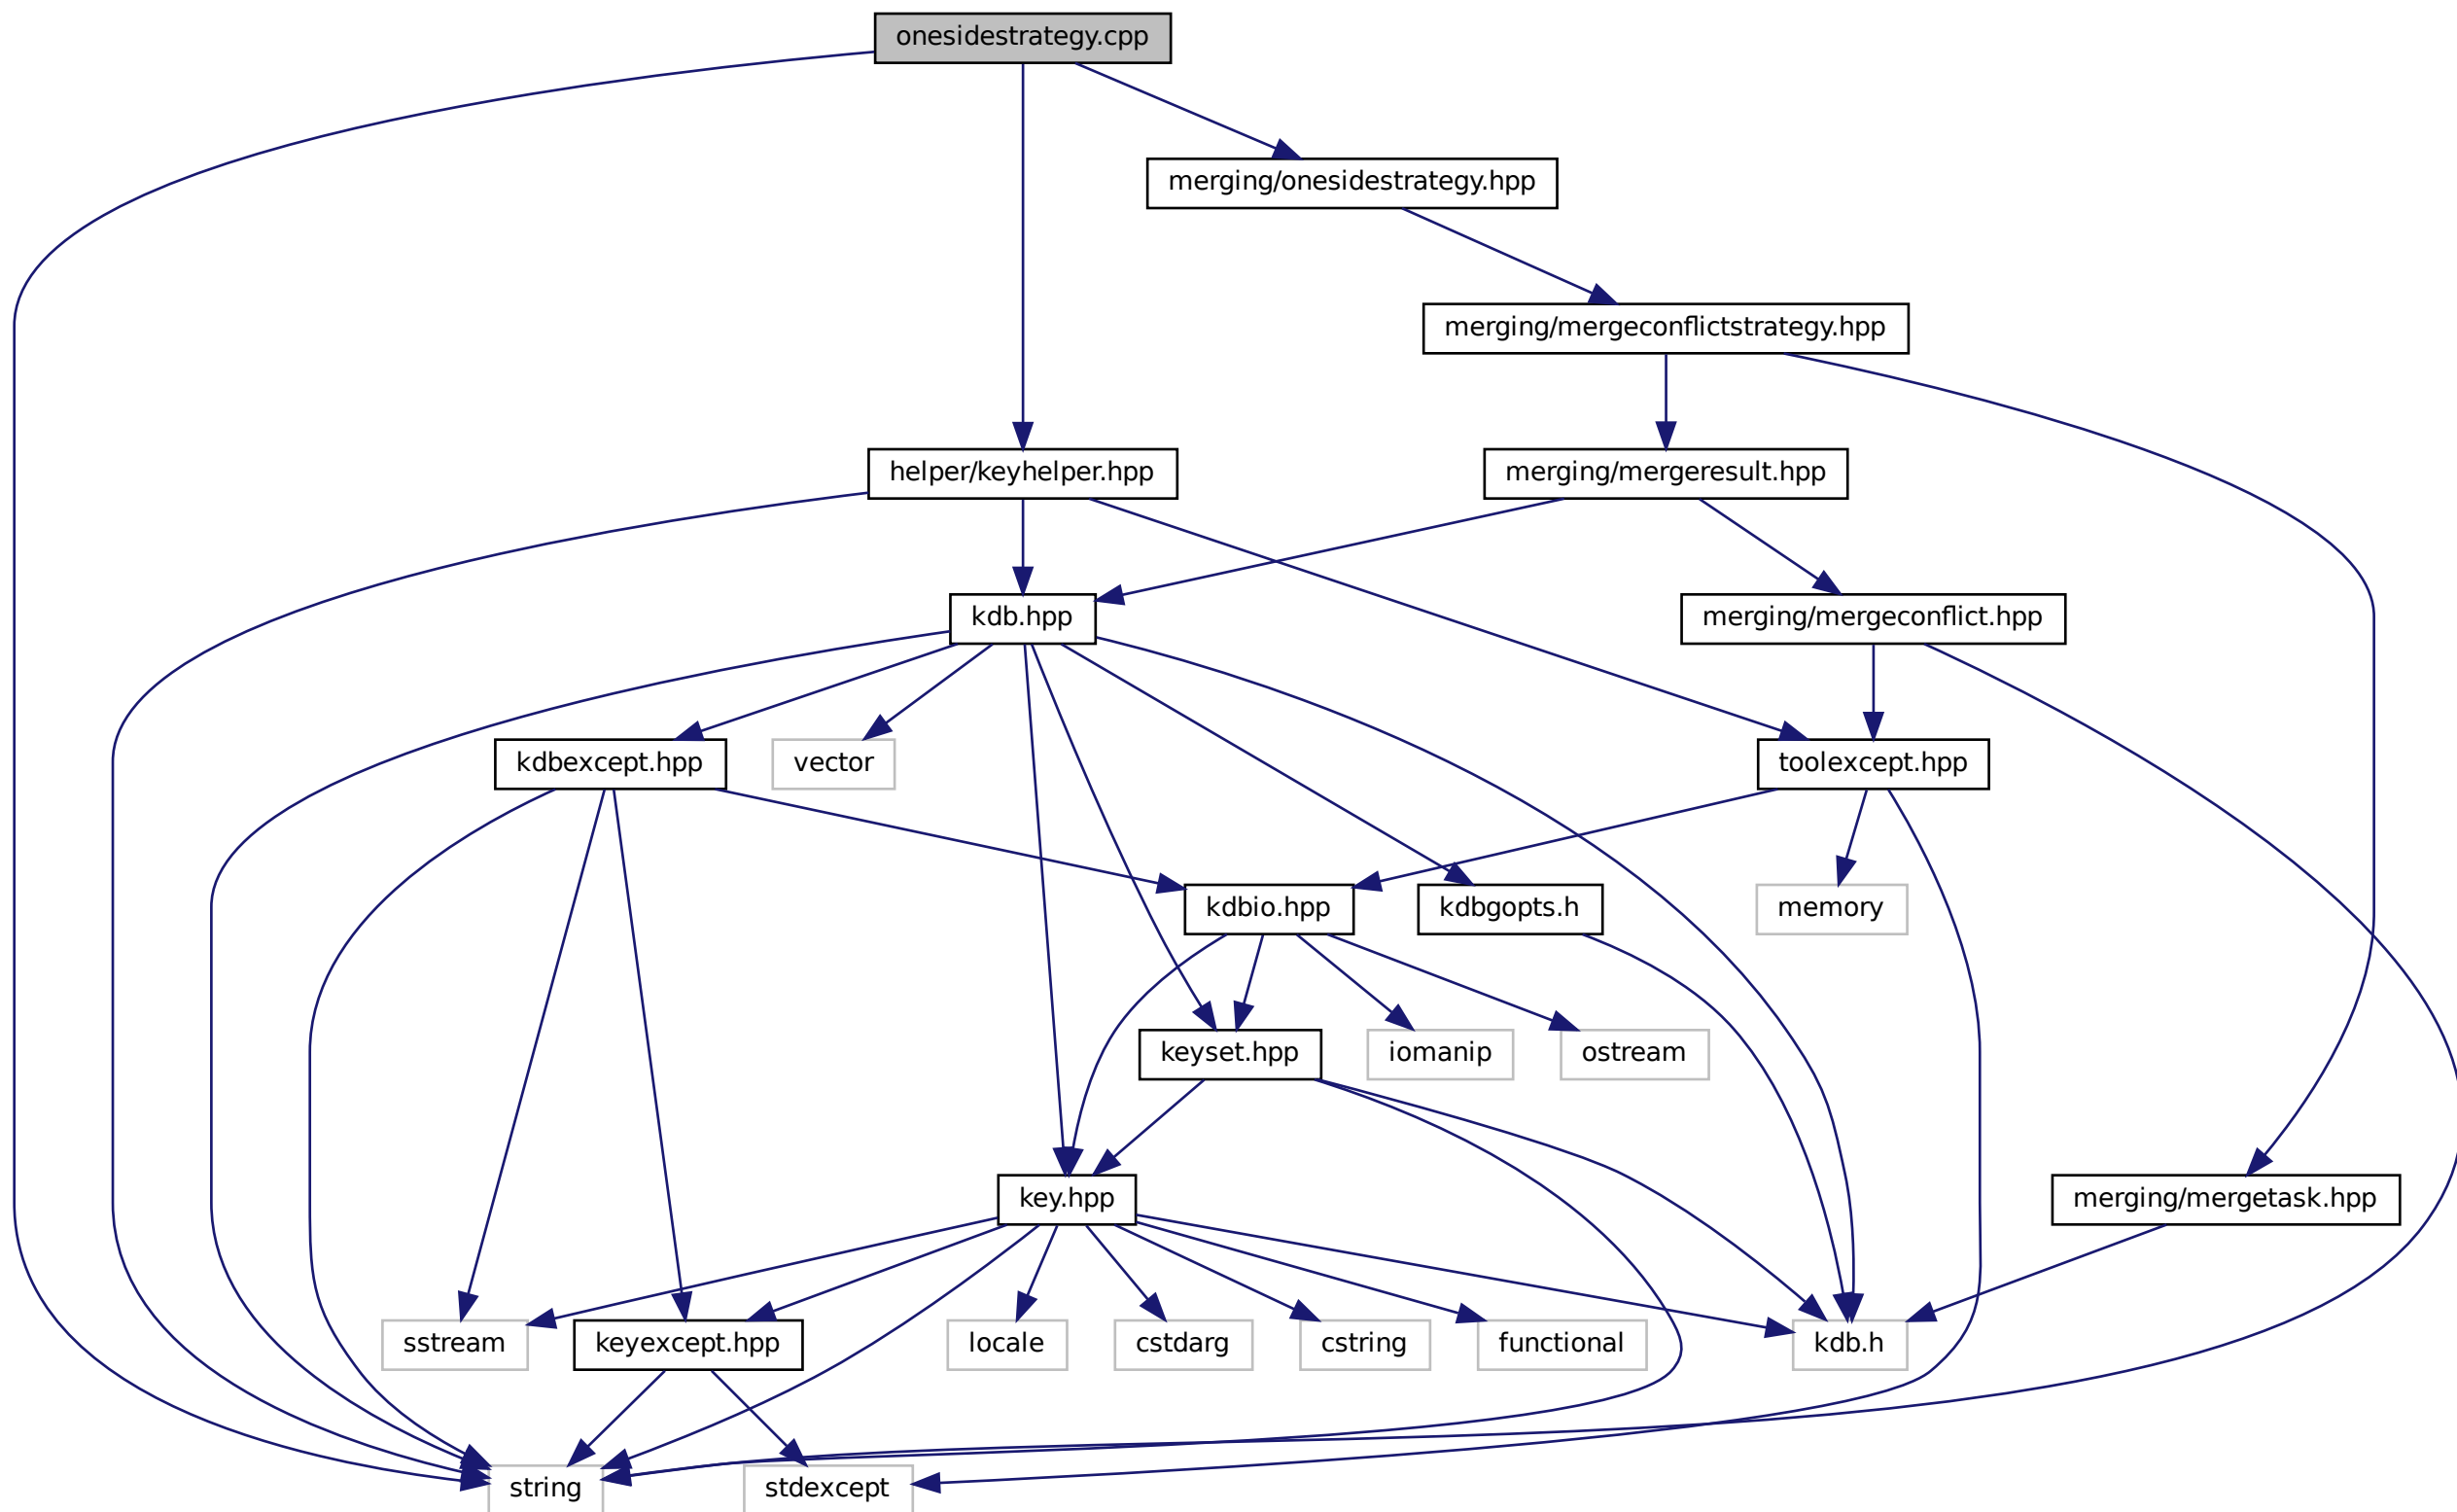 onesidestrategy.cpp
merging/onesidestrategy.hpp
merging/mergeconflictstrategy.hpp
helper/keyhelper.hpp
merging/mergeresult.hpp
kdb.hpp
merging/mergeconflict.hpp
kdbexcept.hpp
vector
toolexcept.hpp
kdbio.hpp
kdbgopts.h
memory
keyset.hpp
iomanip
ostream
key.hpp
merging/mergetask.hpp
sstream
keyexcept.hpp
locale
cstdarg
cstring
functional
kdb.h
string
stdexcept